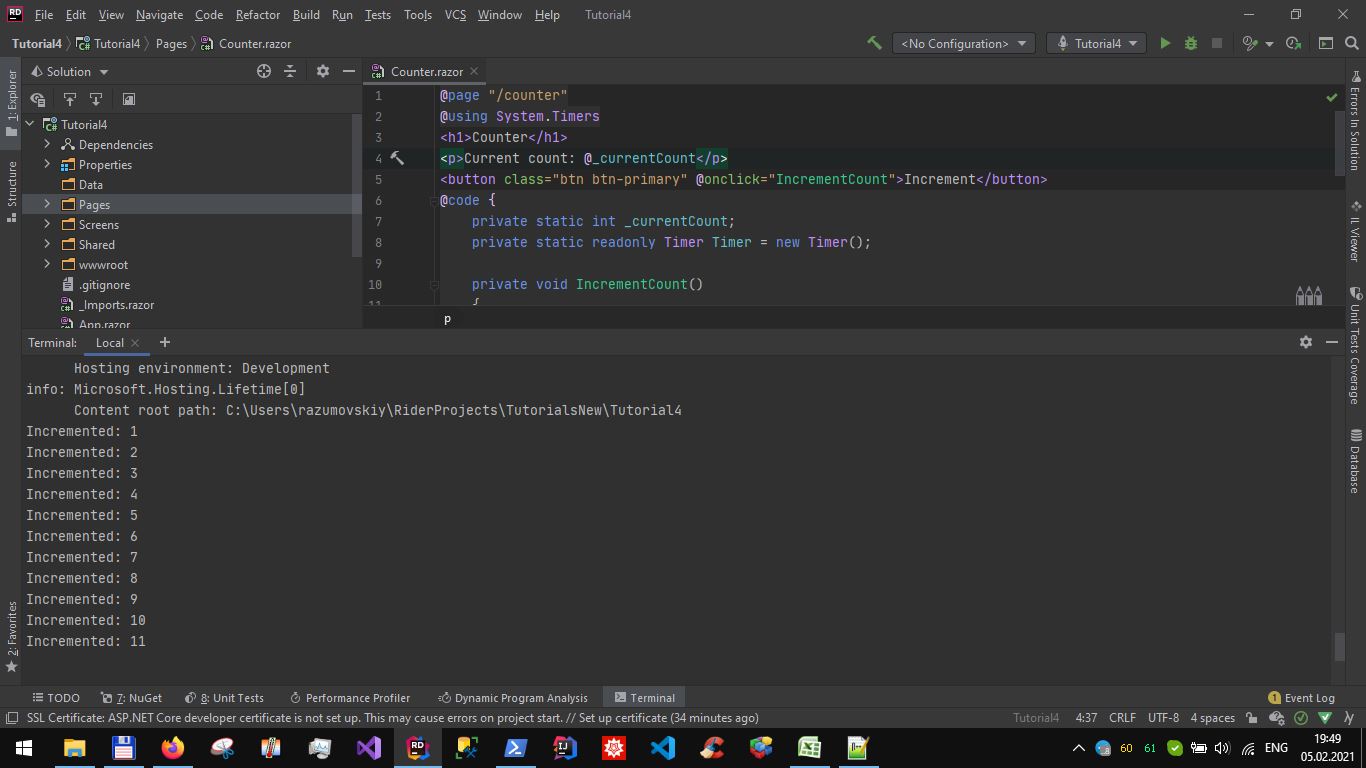 File Edit View Navigate Code Refactor Build Run Tests Tools VCS Window Help Tutorial4
Tutorial4 Tutorial4 Pages Counter.razor <No Configuration> Tutorial4
1: Explorer
Structure
2: Favorites
Solution
Tutorial4
Dependencies
Properties
Data
Pages
Screens
Shared
wwwroot
.gitignore
_Imports.razor
App.razor
Counter.razor
1 @page "/counter"
2 @using System.Timers
3 <h1>Counter</h1>
4 <p>Current count: @_currentCount</p>
5 <button class="btn btn-primary" @onclick="IncrementCount">Increment</button>
6 @code {
7 private static int _currentCount;
8 private static readonly Timer Timer = new Timer();
9
10 private void IncrementCount()
11 {
p
Errors In Solution
IL Viewer
Unit Tests Coverage
Database
Terminal: Local
Hosting environment: Development
info: Microsoft.Hosting.Lifetime[0]
Content root path: C:\Users\razumovskiy\RiderProjects\TutorialsNew\Tutorial4
Incremented: 1
Incremented: 2
Incremented: 3
Incremented: 4
Incremented: 5
Incremented: 6
Incremented: 7
Incremented: 8
Incremented: 9
Incremented: 10
Incremented: 11
TODO 7: NuGet 8: Unit Tests Performance Profiler Dynamic Program Analysis Terminal 1 Event Log
SSL Certificate: ASP.NET Core developer certificate is not set up. This may cause errors on project start. // Set up certificate (34 minutes ago) Tutorial4 4:37 CRLF UTF-8 4 spaces
60 61 ENG 19:49
05.02.2021